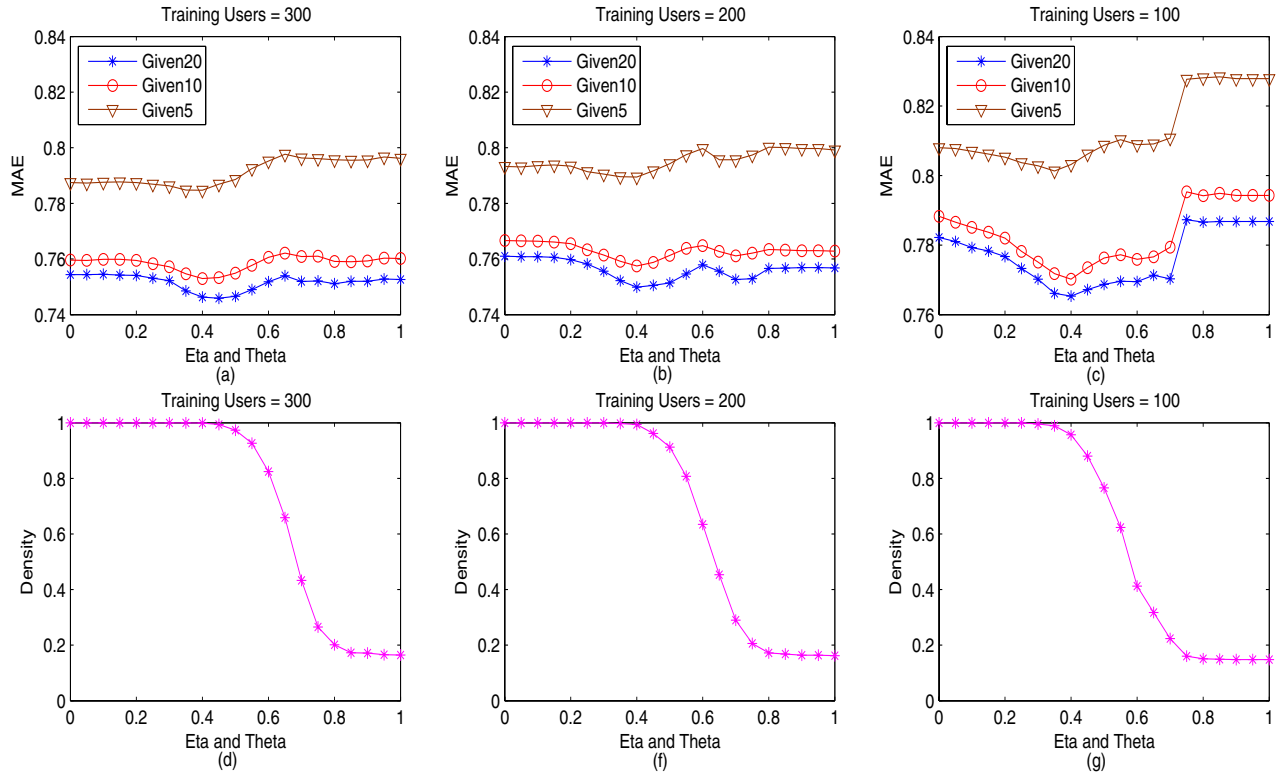 Training Users = 300
0.84
0.82
0.8
0.78
0.76
0.74
MAE
Given20
Given10
Given5
0
0.2
0.4
0.6
0.8
1
Eta and Theta
(a)
Training Users = 200
0.84
0.82
0.8
0.78
0.76
0.74
MAE
Given20
Given10
Given5
0
0.2
0.4
0.6
0.8
1
Eta and Theta
(b)
Training Users = 100
0.84
0.82
0.8
0.78
0.76
MAE
Given20
Given10
Given5
0
0.2
0.4
0.6
0.8
1
Eta and Theta
(c)
Training Users = 300
1
0.8
0.6
0.4
0.2
0
Density
0
0.2
0.4
0.6
0.8
1
Eta and Theta
(d)
Training Users = 200
1
0.8
0.6
0.4
0.2
0
Density
0
0.2
0.4
0.6
0.8
1
Eta and Theta
(f)
Training Users = 100
1
0.8
0.6
0.4
0.2
0
Density
0
0.2
0.4
0.6
0.8
1
Eta and Theta
(g)